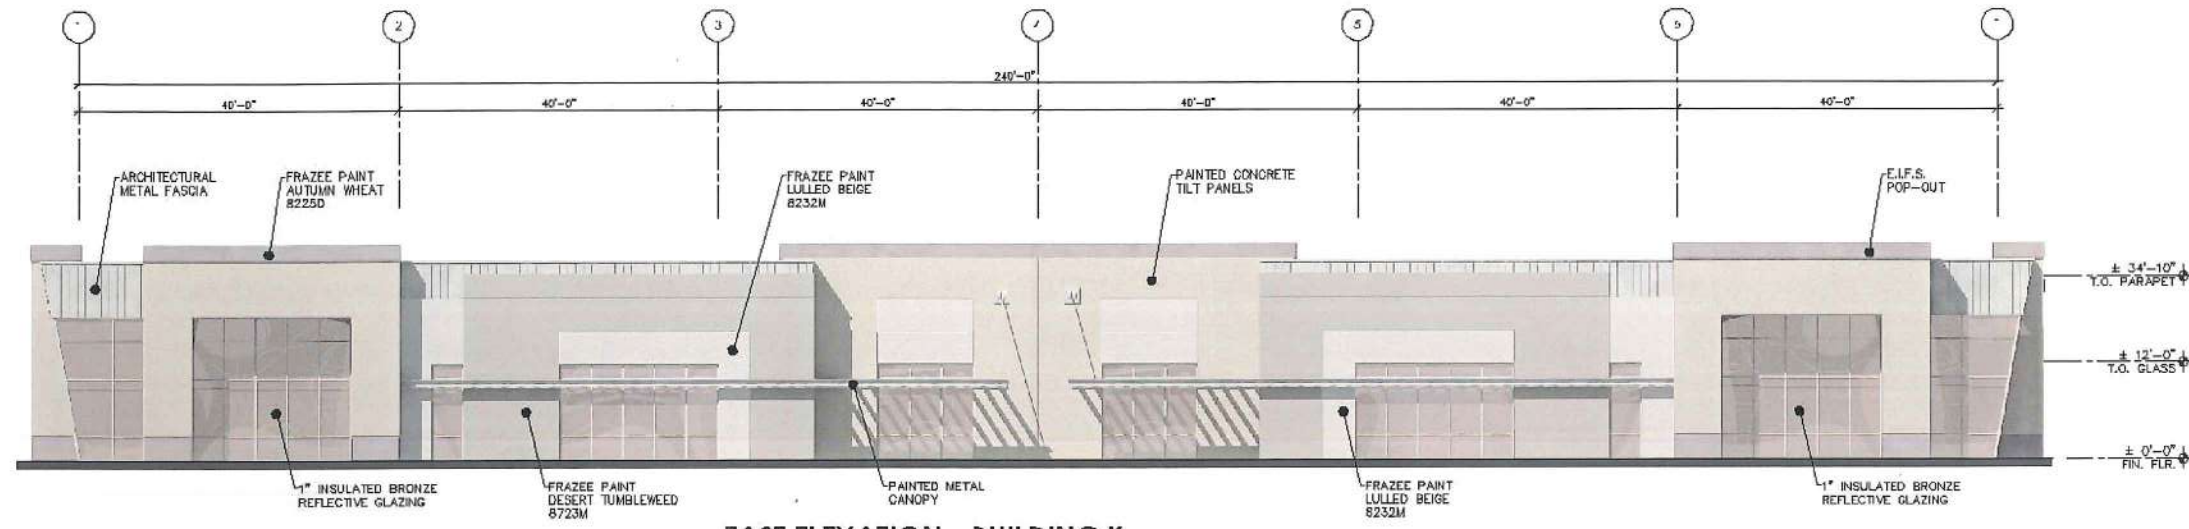 2
3
5
240'-0"
40'-0" 40'-0" 40'-0" 40'-0" 40'-0" 40'-0"
ARCHITECTURAL
METAL FASCIA
FRAZEE PAINT
AUTUMN WHEAT
8225D
FRAZEE PAINT
LULLED BEIGE
8232M
PAINTED CONCRETE
TILT PANELS
E.I.F.S.
POP-OUT
± 34'-10"
T.O. PARAPET
± 12'-0"
T.O. GLASS
± 0'-0"
FIN. FLR.
1" INSULATED BRONZE
REFLECTIVE GLAZING
FRAZEE PAINT
DESERT TUMBLEWEED
8723M
PAINTED METAL
CANOPY
FRAZEE PAINT
LULLED BEIGE
8232M
1" INSULATED BRONZE
REFLECTIVE GLAZING